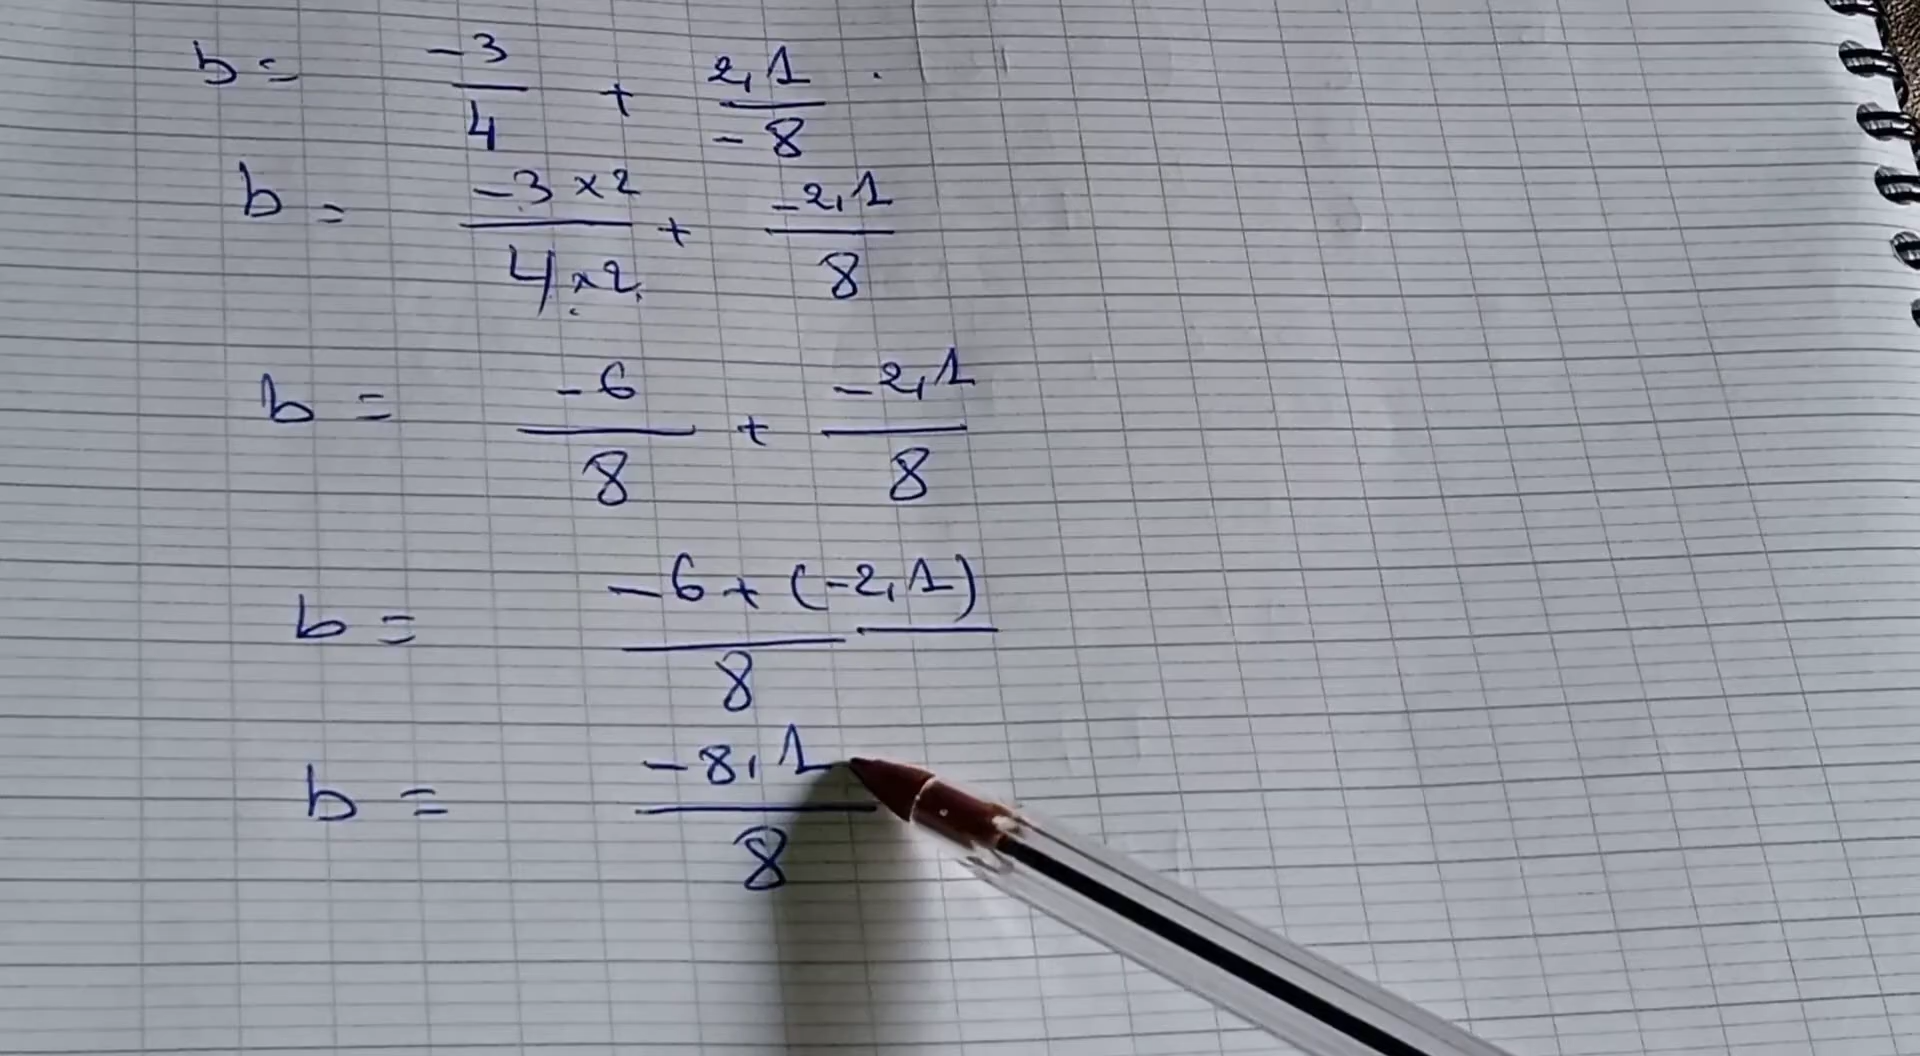 b = -3/4 + 2,1/-8
b = -3×2/4×2 + -2,1/8
b = -6/8 + -2,1/8
b = -6+(-2,1)/8
b = -8,1/8